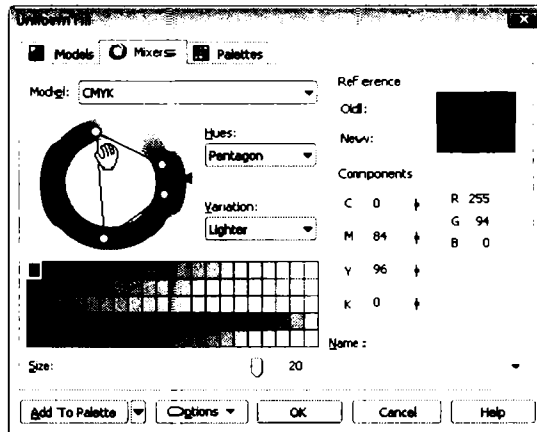 Uniform Fill
Models Mixers Palettes
Model: CMYK
Reference
Old:
New:
Hues:
Pentagon
Components
C 0 R 255
G 94
M 84 B 0
Variation:
Lighter
Y 96
K 0
Name:
Size: 20
Add To Palette Options OK Cancel Help